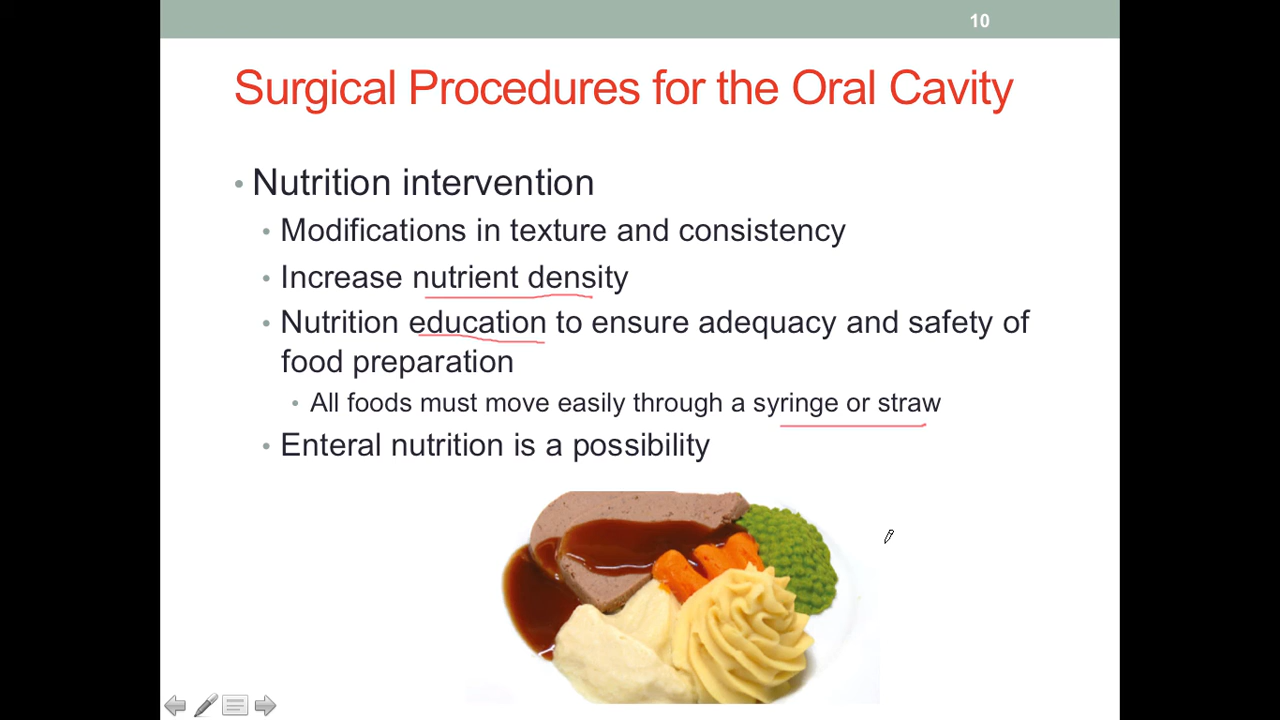 10
Surgical Procedures for the Oral Cavity
• Nutrition intervention
• Modifications in texture and consistency
• Increase nutrient density
• Nutrition education to ensure adequacy and safety of
food preparation
• All foods must move easily through a syringe or straw
• Enteral nutrition is a possibility